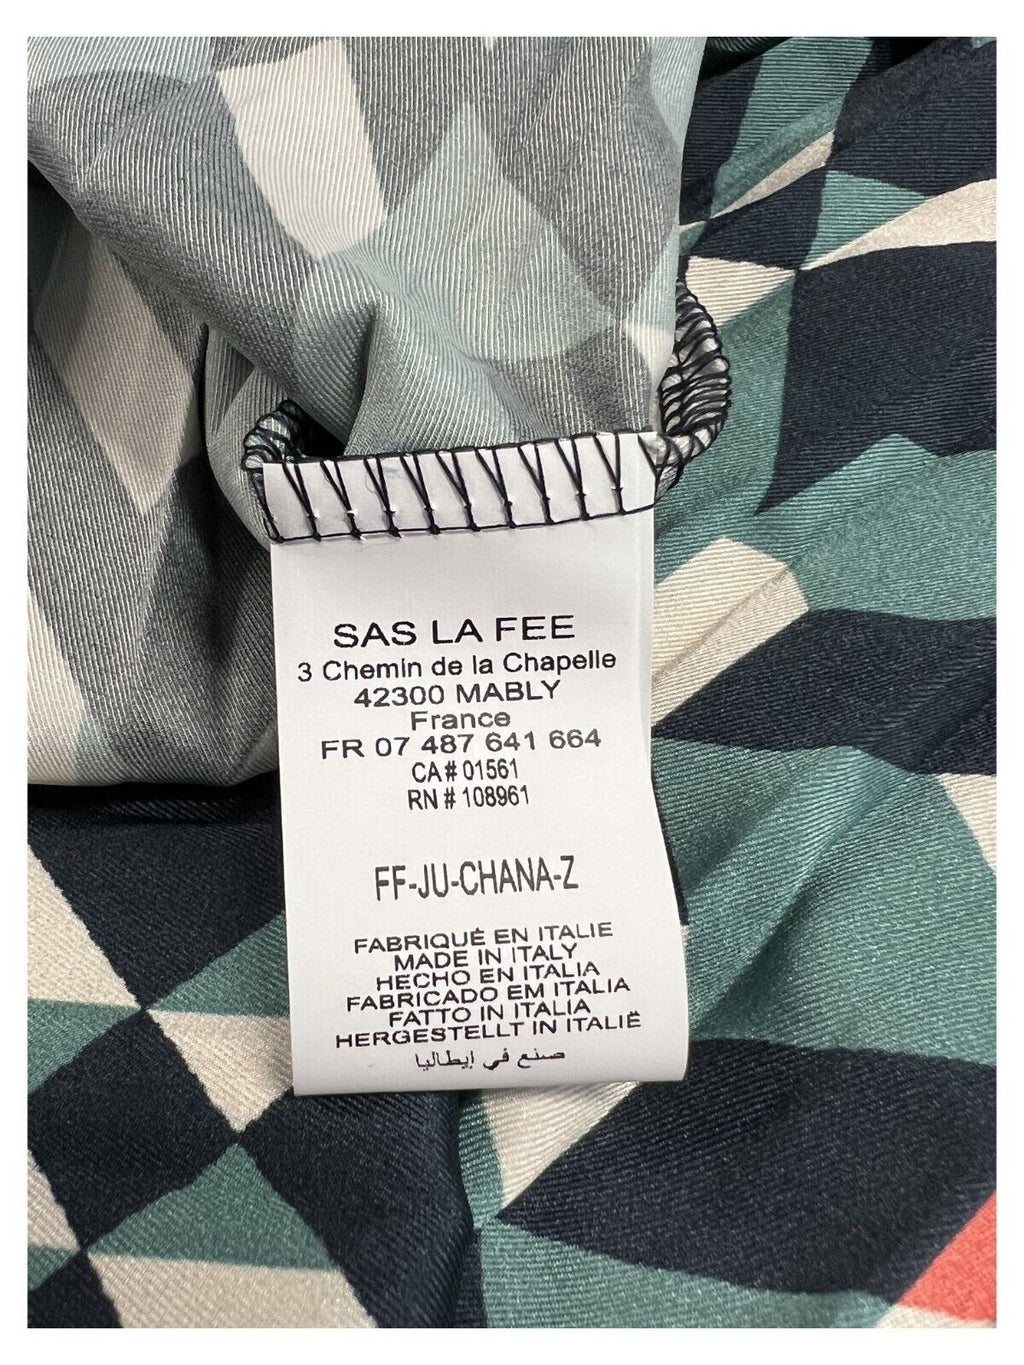 SAS LA FEE
3 Chemin de la Chapelle
42300 MABLY
France
FR 07 487 641 664
CA# 01561
RN # 108961
FF-JU-CHANA-Z
FABRIQUÉ EN ITALIE
MADE IN ITALY
HECHO EN ITALIA
FABRICADO EM ITALIA
FATTO IN ITALIA
HERGESTELLT IN ITALIË
صنع في إيطاليا